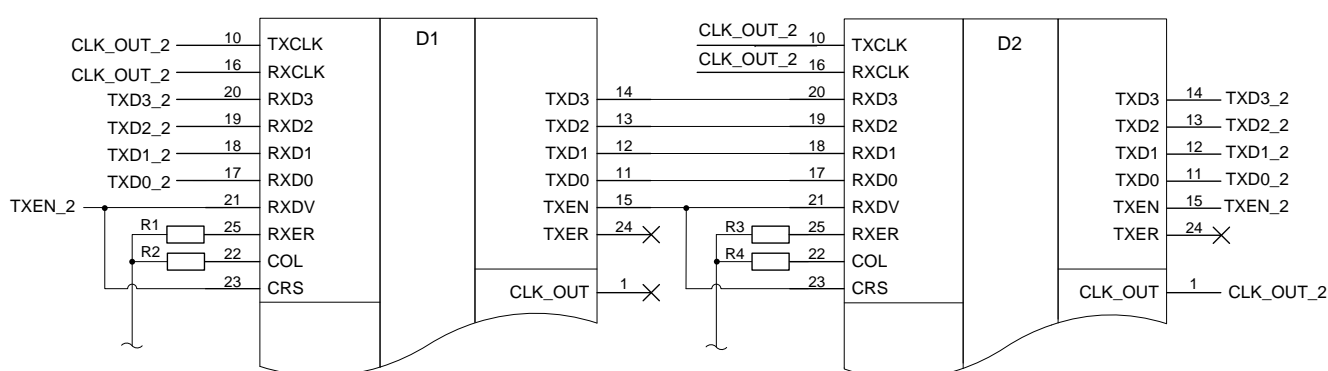 D1
D2
CLK_OUT_2 10 TXCLK
CLK_OUT_2 16 RXCLK
TXD3_2 20 RXD3
TXD2_2 19 RXD2
TXD1_2 18 RXD1
TXD0_2 17 RXD0
TXEN_2 21 RXDV
R1 25 RXER
R2 22 COL
23 CRS
TXD3 14
TXD2 13
TXD1 12
TXD0 11
TXEN 15
TXER 24
CLK_OUT 1
CLK_OUT_2 10 TXCLK
CLK_OUT_2 16 RXCLK
20 RXD3
19 RXD2
18 RXD1
17 RXD0
21 RXDV
R3 25 RXER
R4 22 COL
23 CRS
TXD3 14 TXD3_2
TXD2 13 TXD2_2
TXD1 12 TXD1_2
TXD0 11 TXD0_2
TXEN 15 TXEN_2
TXER 24
CLK_OUT 1 CLK_OUT_2